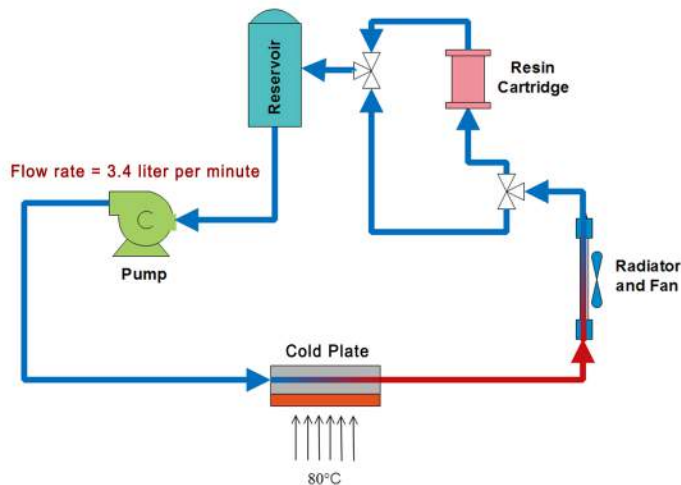 Reservoir
Resin
Cartridge
Flow rate = 3.4 liter per minute
C
Pump
Radiator
and Fan
Cold Plate
80°C